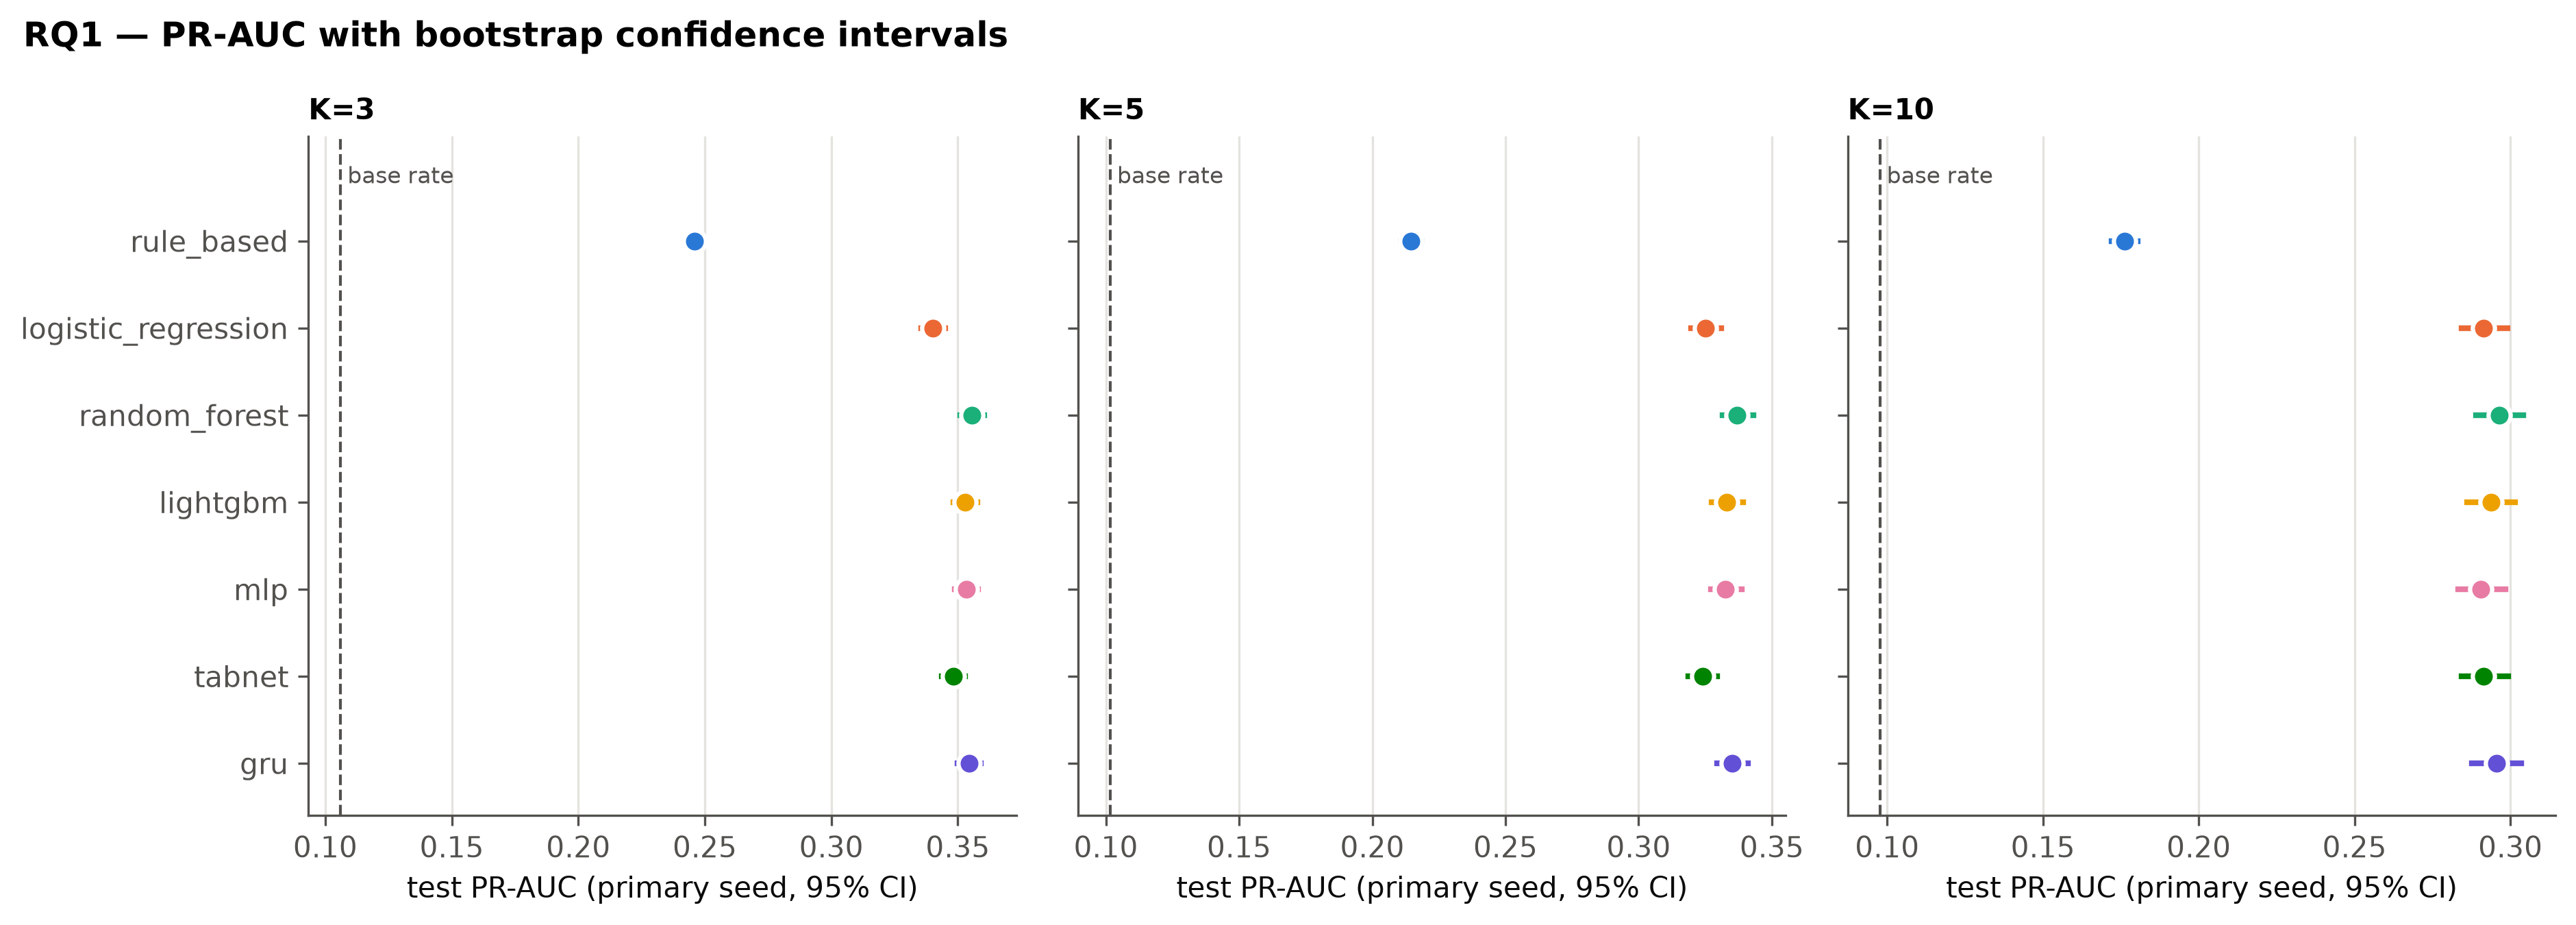 RQ1 — PR-AUC with bootstrap confidence intervals
K=3
K=5
K=10
base rate
base rate
base rate
rule_based
logistic_regression
random_forest
lightgbm
mlp
tabnet
gru
0.10 0.15 0.20 0.25 0.30 0.35
0.10 0.15 0.20 0.25 0.30 0.35
0.10 0.15 0.20 0.25 0.30
test PR-AUC (primary seed, 95% CI)
test PR-AUC (primary seed, 95% CI)
test PR-AUC (primary seed, 95% CI)